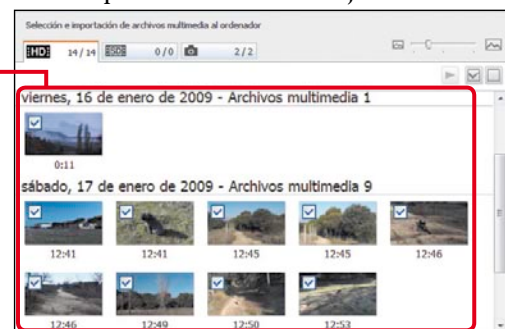 Selección e importación de archivos multimedia al ordenador
HD 14/14 0/0 2/2
viernes, 16 de enero de 2009 - Archivos multimedia 1
0:11
sábado, 17 de enero de 2009 - Archivos multimedia 9
12:41 12:41 12:45 12:45 12:46
12:46 12:49 12:50 12:53